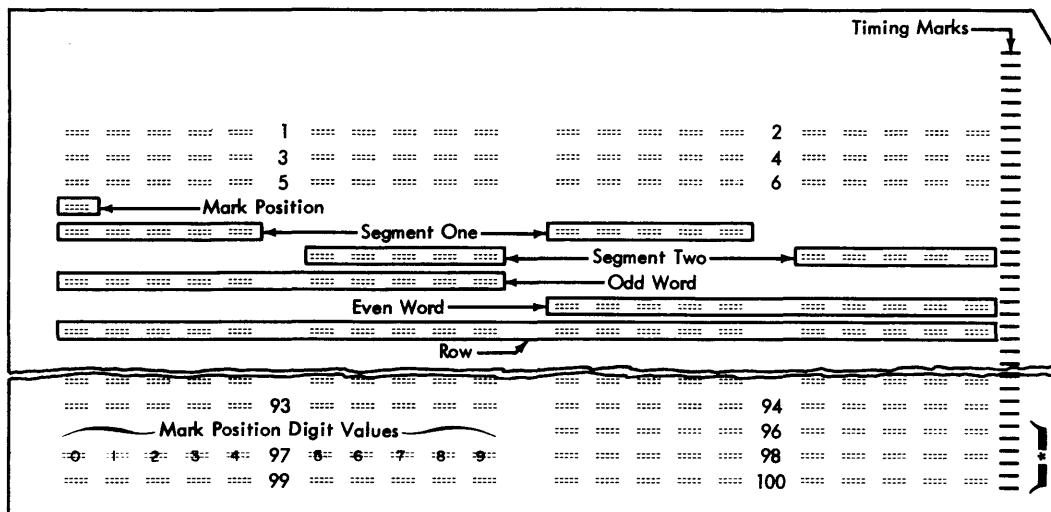 Timing Marks
1 2
3 4
5 6
Mark Position
Segment One
Segment Two
Odd Word
Even Word
Row
93 94
Mark Position Digit Values 96
0 1 2 3 4 97 5 6 7 8 9 98
*
99 100